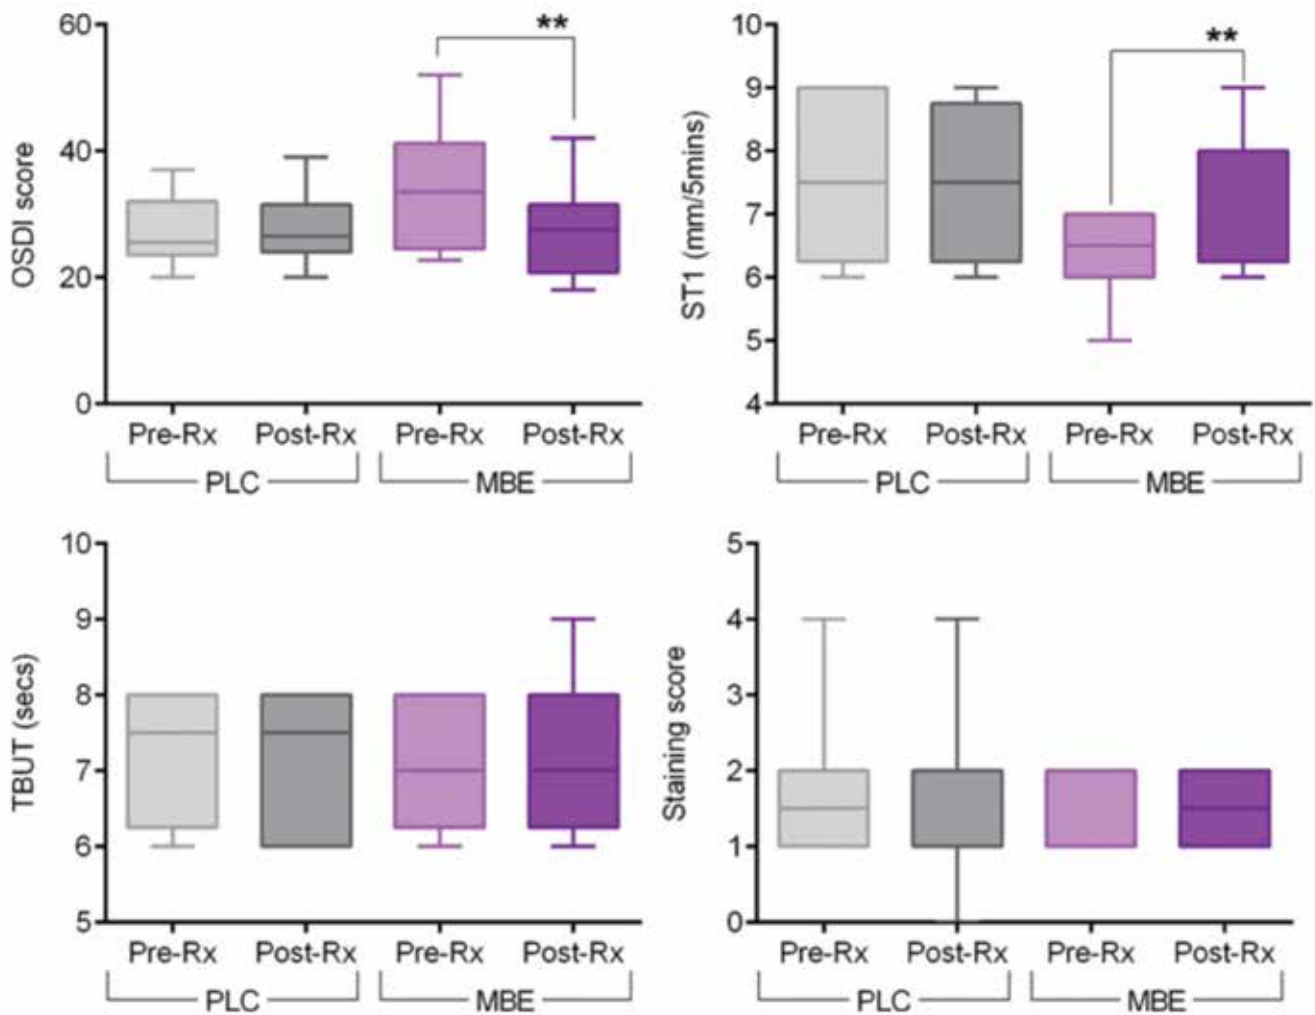 OSDI score
60
40
20
0
**
Pre-Rx Post-Rx Pre-Rx Post-Rx
PLC MBE
ST1 (mm/5mins)
10
9
8
7
6
5
4
**
Pre-Rx Post-Rx Pre-Rx Post-Rx
PLC MBE
TBUT (secs)
10
9
8
7
6
5
Pre-Rx Post-Rx Pre-Rx Post-Rx
PLC MBE
Staining score
5
4
3
2
1
0
Pre-Rx Post-Rx Pre-Rx Post-Rx
PLC MBE